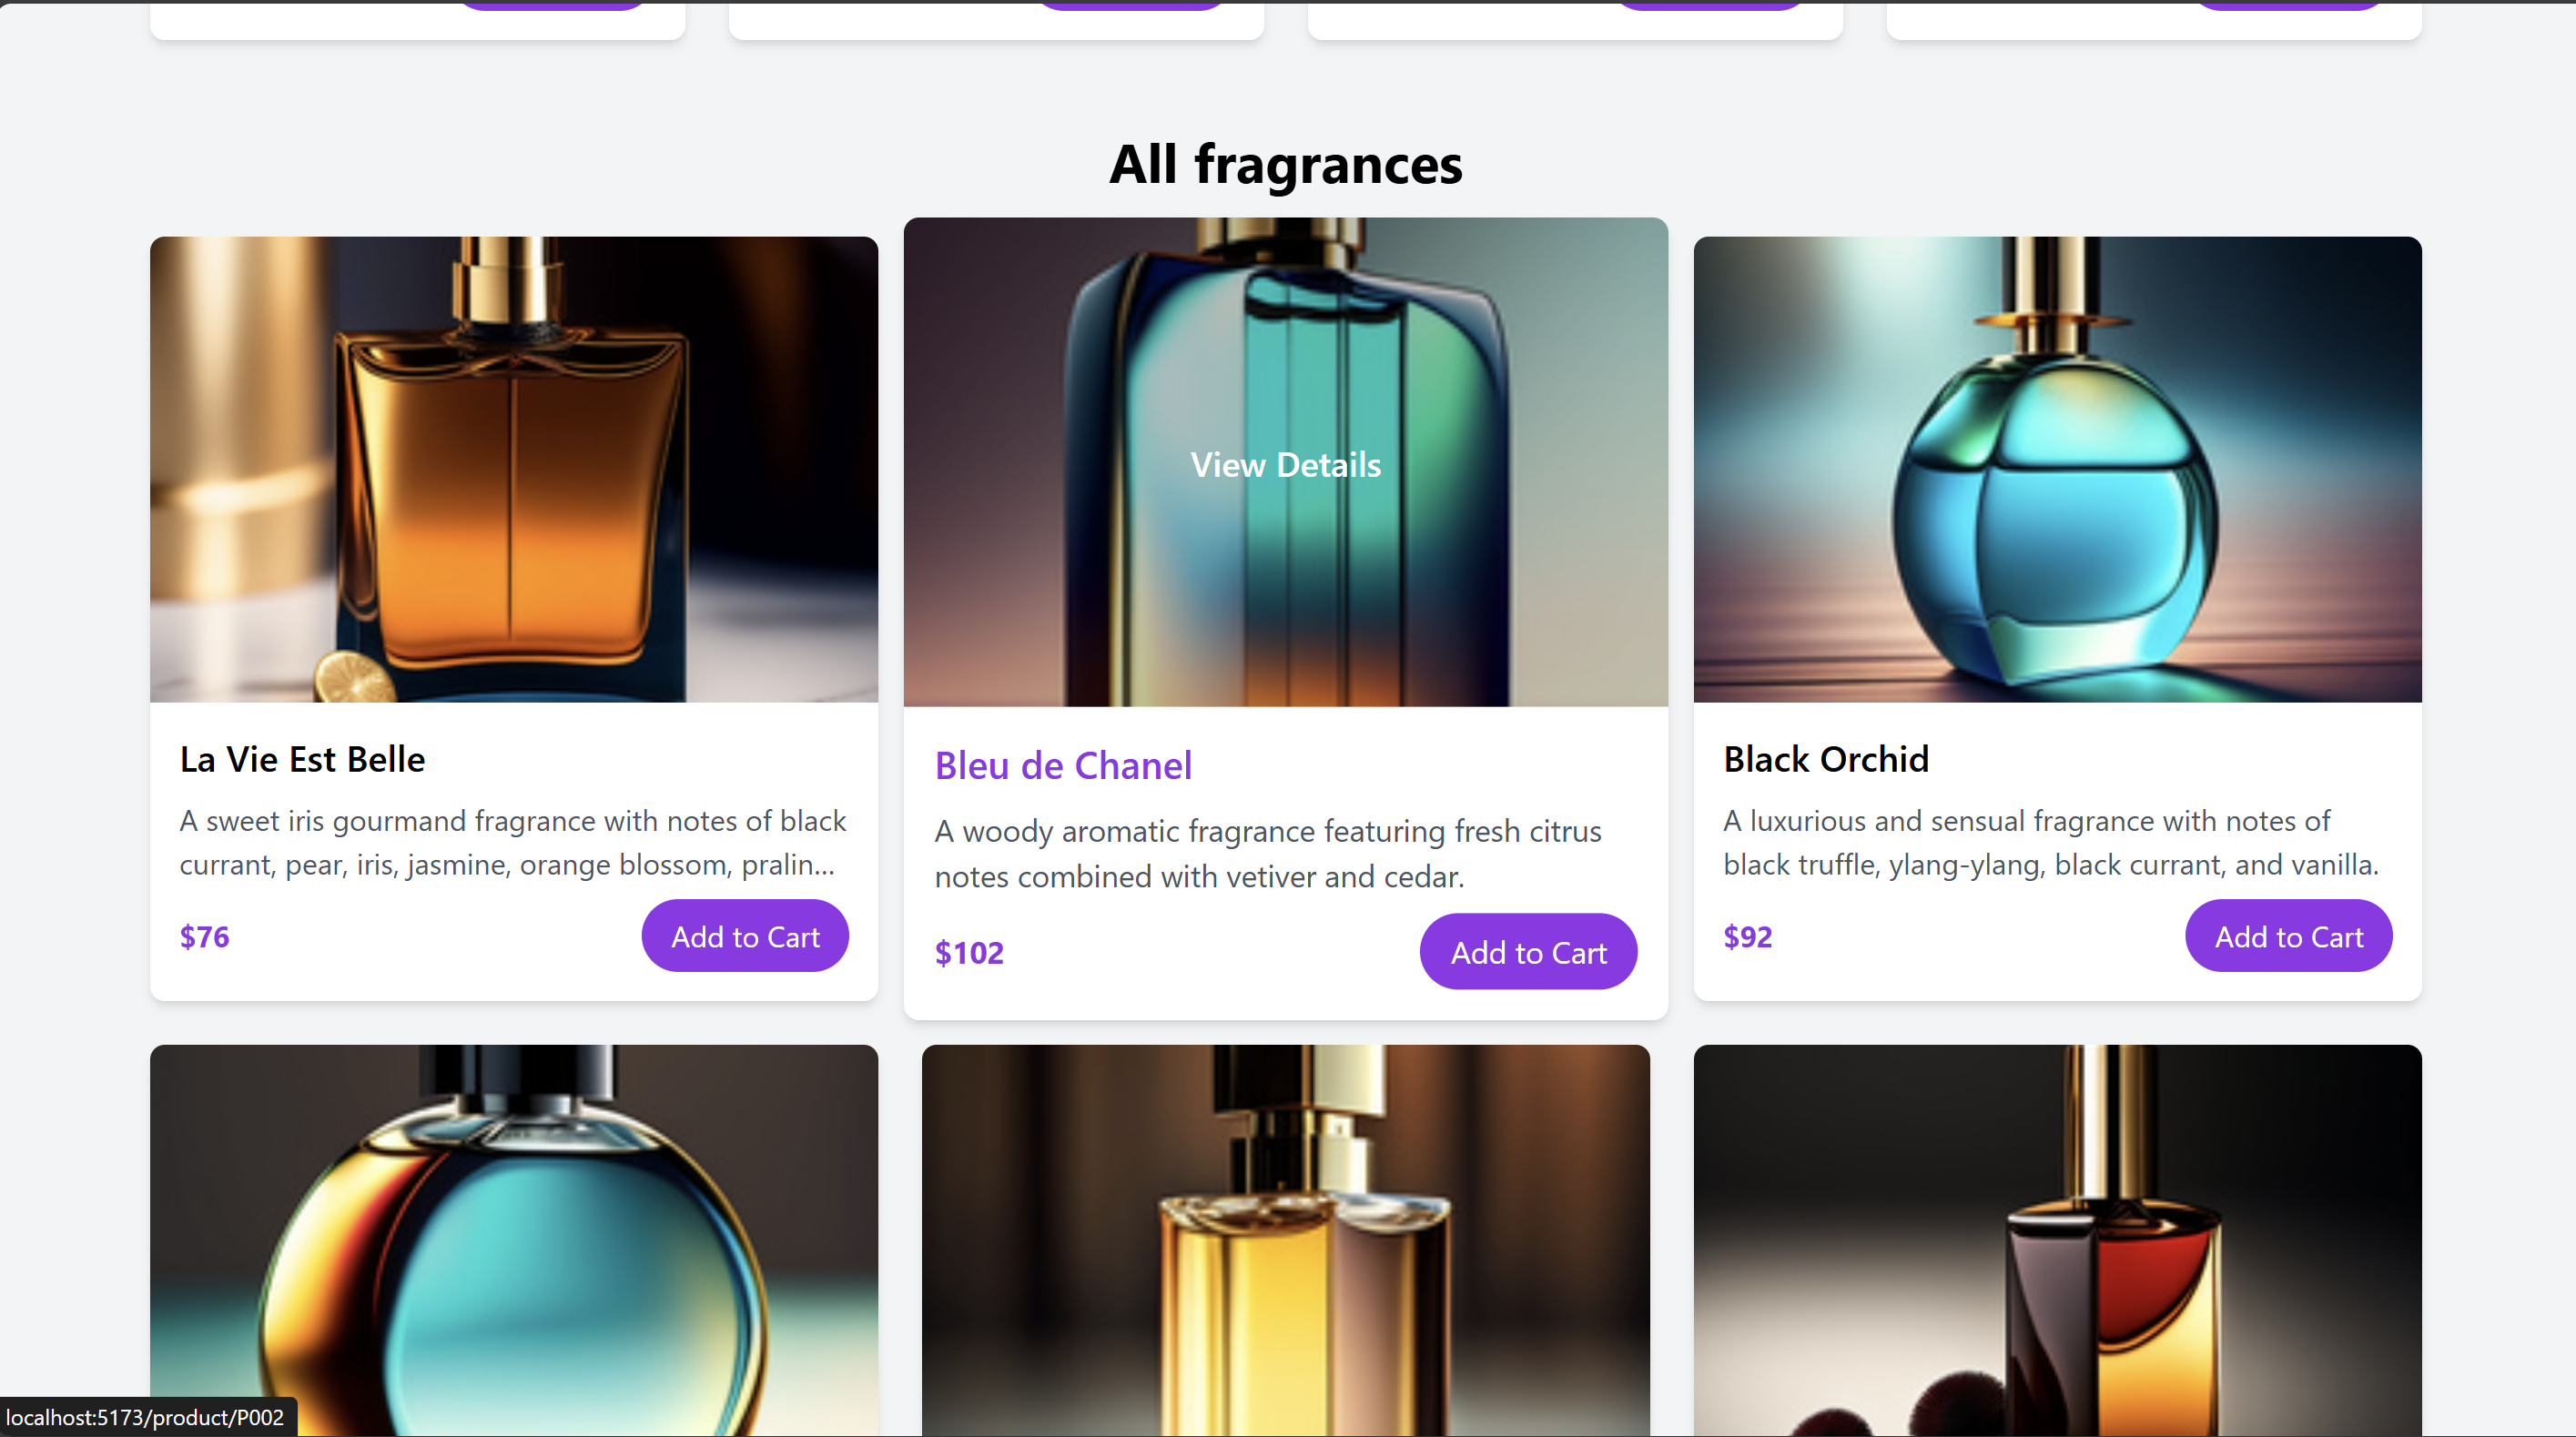 All fragrances
View Details
La Vie Est Belle
A sweet iris gourmand fragrance with notes of black
currant, pear, iris, jasmine, orange blossom, pralin...
$76
Add to Cart
Bleu de Chanel
A woody aromatic fragrance featuring fresh citrus
notes combined with vetiver and cedar.
$102
Add to Cart
Black Orchid
A luxurious and sensual fragrance with notes of
black truffle, ylang-ylang, black currant, and vanilla.
$92
Add to Cart
localhost:5173/product/P002